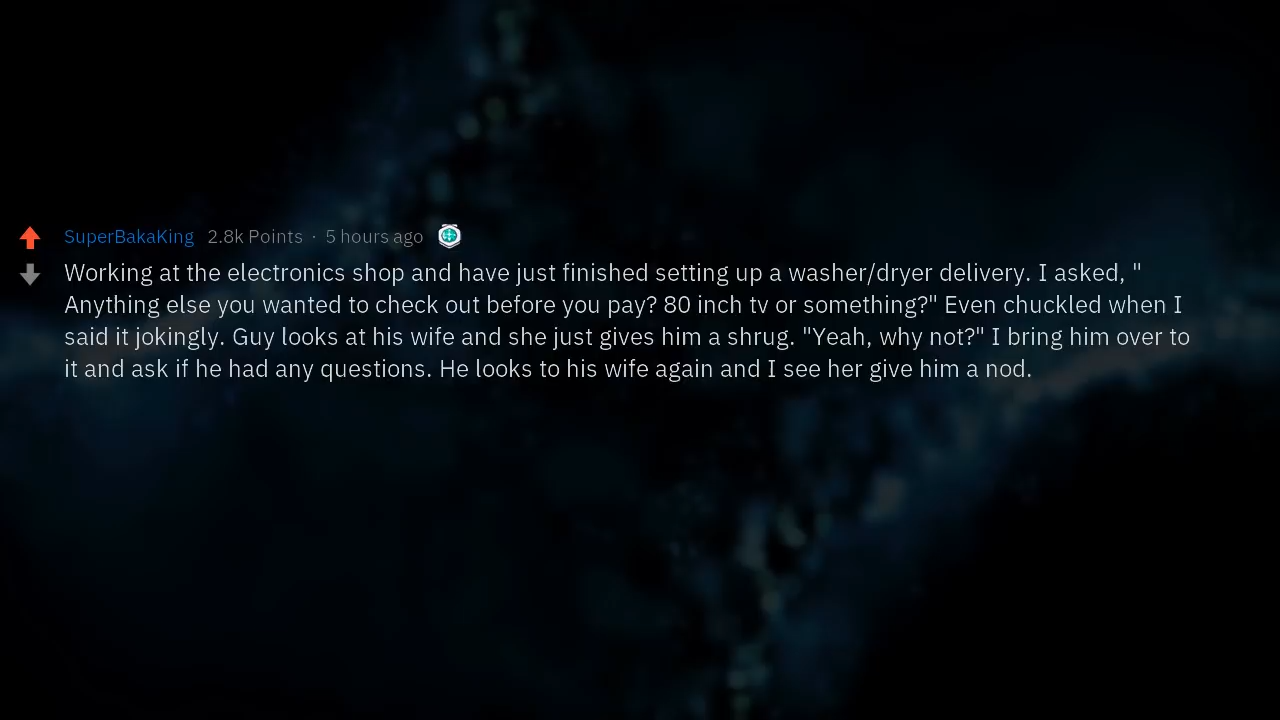 SuperBakaKing 2.8k Points · 5 hours ago
Working at the electronics shop and have just finished setting up a washer/dryer delivery. I asked, "
Anything else you wanted to check out before you pay? 80 inch tv or something?" Even chuckled when I
said it jokingly. Guy looks at his wife and she just gives him a shrug. "Yeah, why not?" I bring him over to
it and ask if he had any questions. He looks to his wife again and I see her give him a nod.